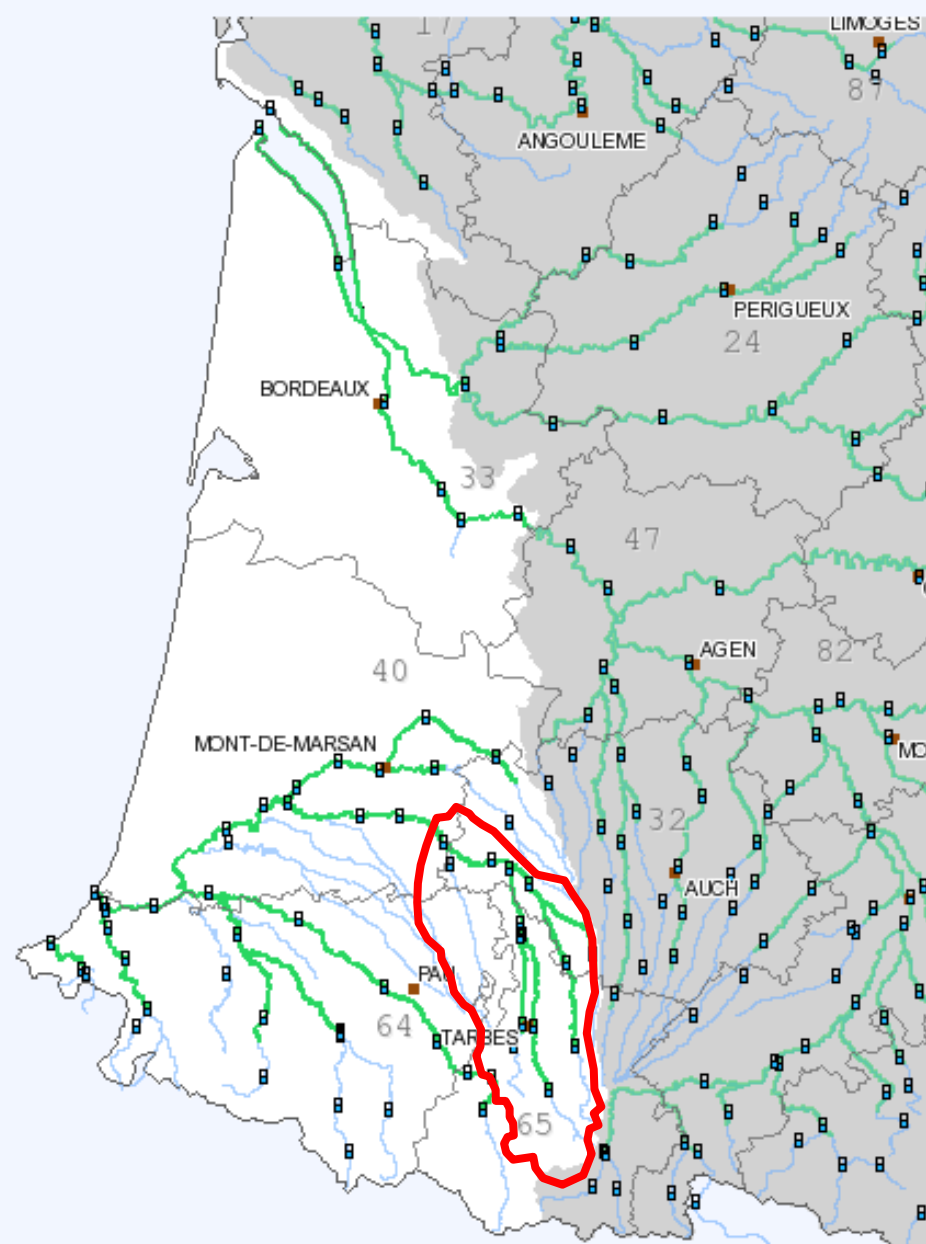 LIMOGES
17
87
ANGOULEME
PERIGUEUX
24
BORDEAUX
33
47
AGEN
82
40
MONT-DE-MARSAN
MO
32
AUCH
PAU
64
TARBES
65